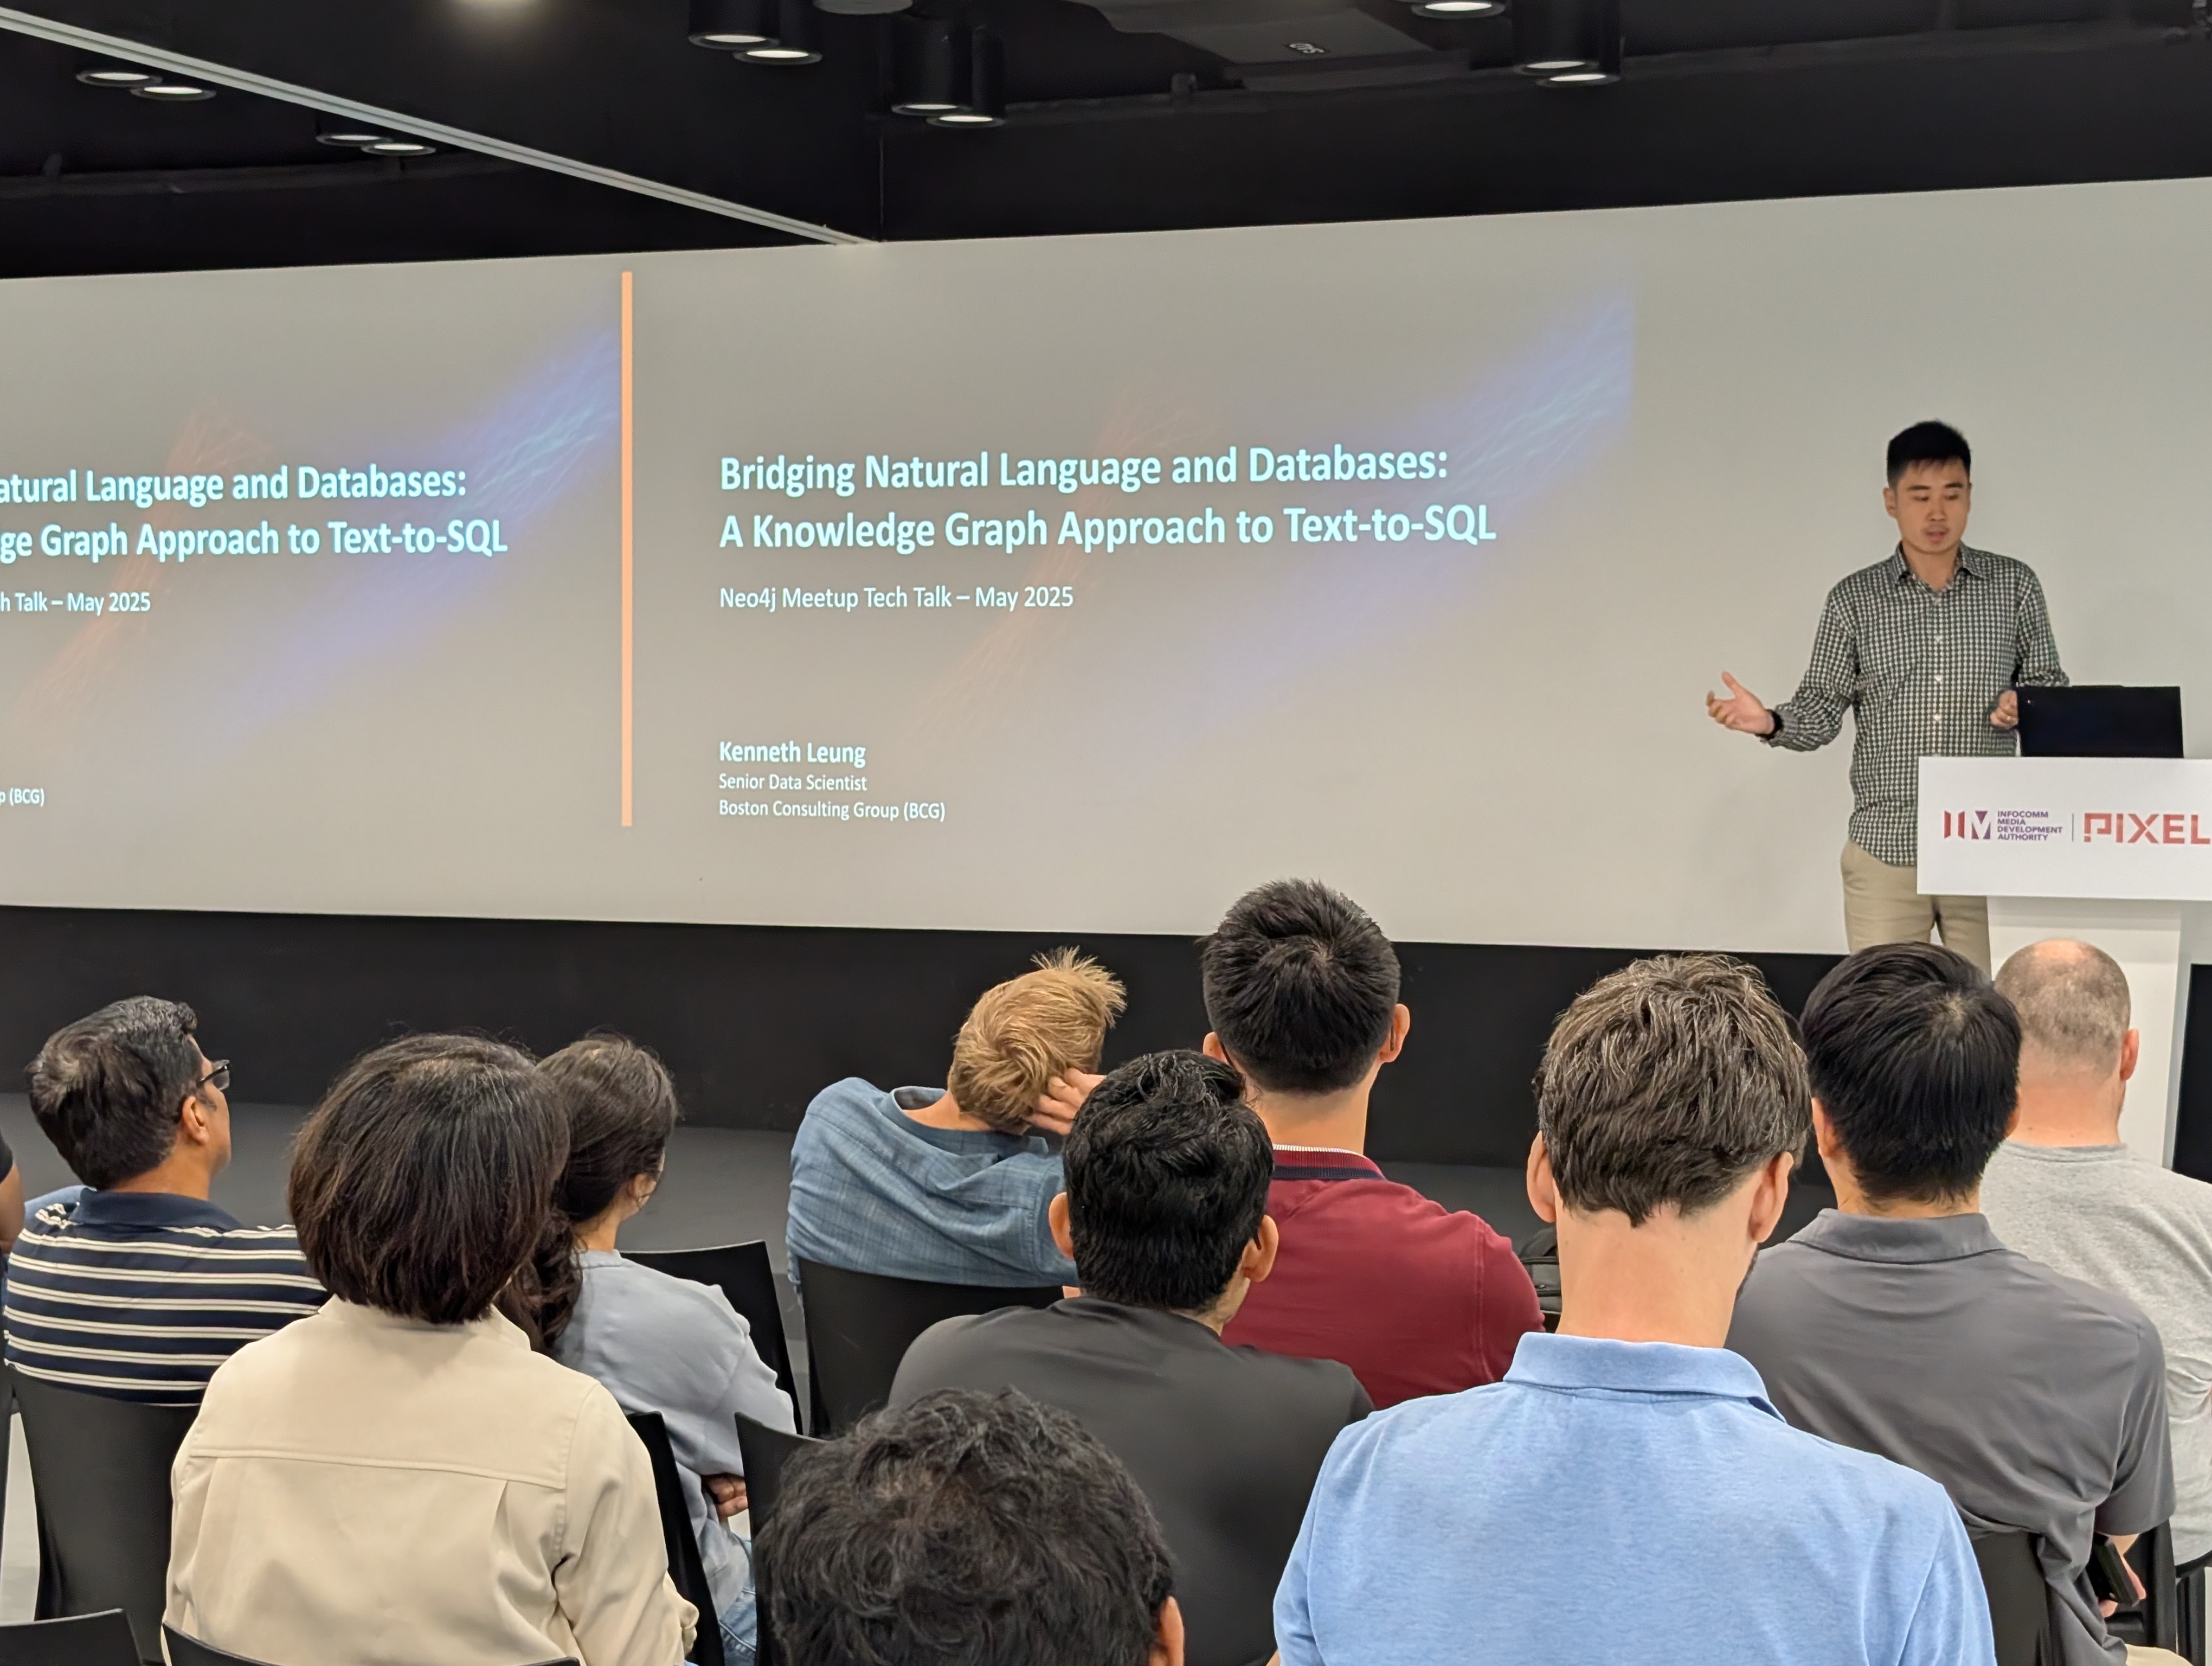 atural Language and Databases:
ge Graph Approach to Text-to-SQL
h Talk – May 2025
p (BCG)
Bridging Natural Language and Databases:
A Knowledge Graph Approach to Text-to-SQL
Neo4j Meetup Tech Talk – May 2025
Kenneth Leung
Senior Data Scientist
Boston Consulting Group (BCG)
INFOCOMM
MEDIA
DEVELOPMENT
AUTHORITY
PIXEL